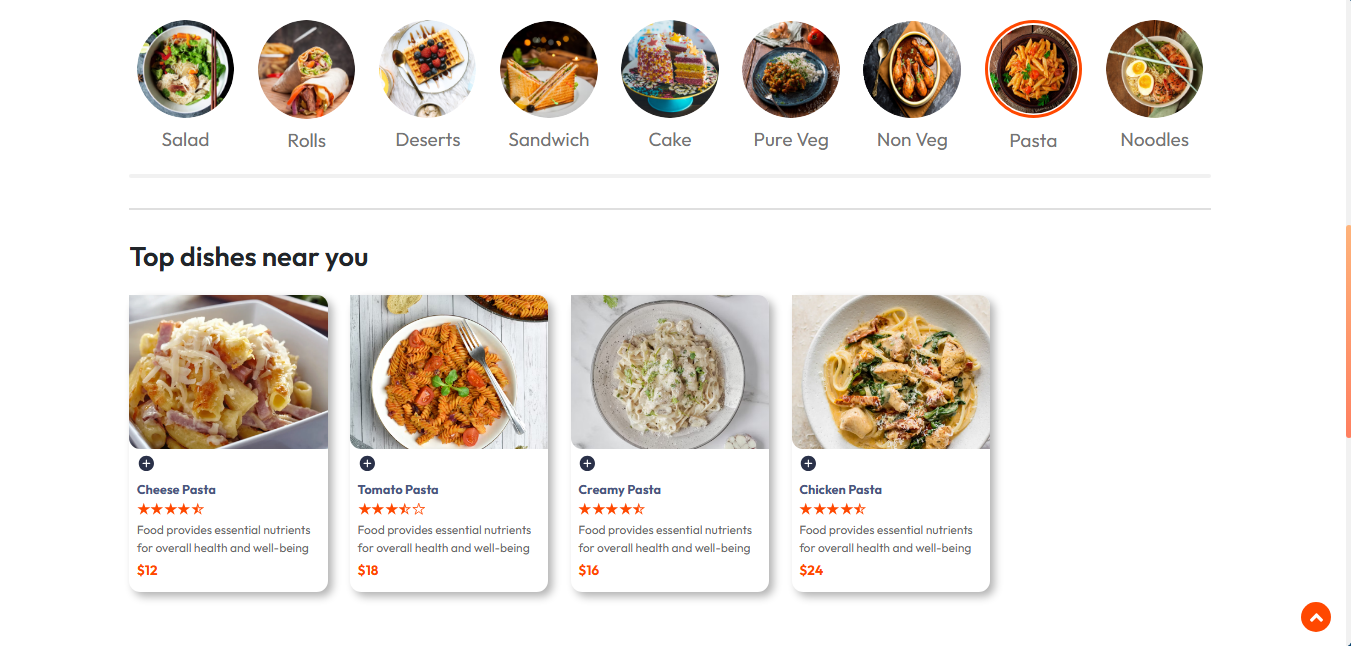 Salad
Rolls
Deserts
Sandwich
Cake
Pure Veg
Non Veg
Pasta
Noodles
Top dishes near you
Cheese Pasta
Food provides essential nutrients
for overall health and well-being
$12
Tomato Pasta
Food provides essential nutrients
for overall health and well-being
$18
Creamy Pasta
Food provides essential nutrients
for overall health and well-being
$16
Chicken Pasta
Food provides essential nutrients
for overall health and well-being
$24